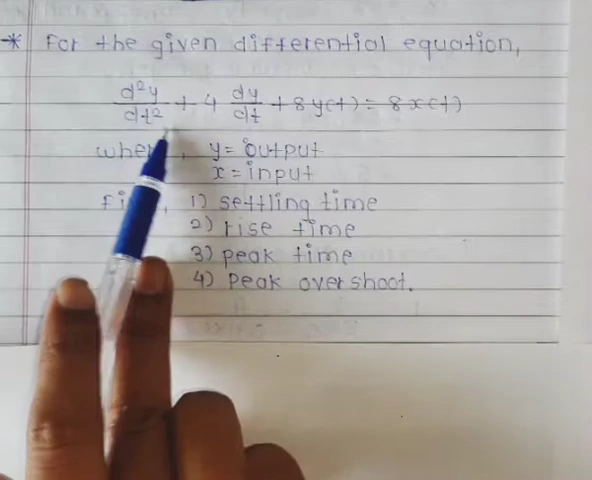 * For the given differential equation,
d²y/dt² + 4 dy/dt + 8y(t) = 8x(t)
where, y = output
x = input
1) settling time
2) rise time
3) peak time
4) Peak overshoot.